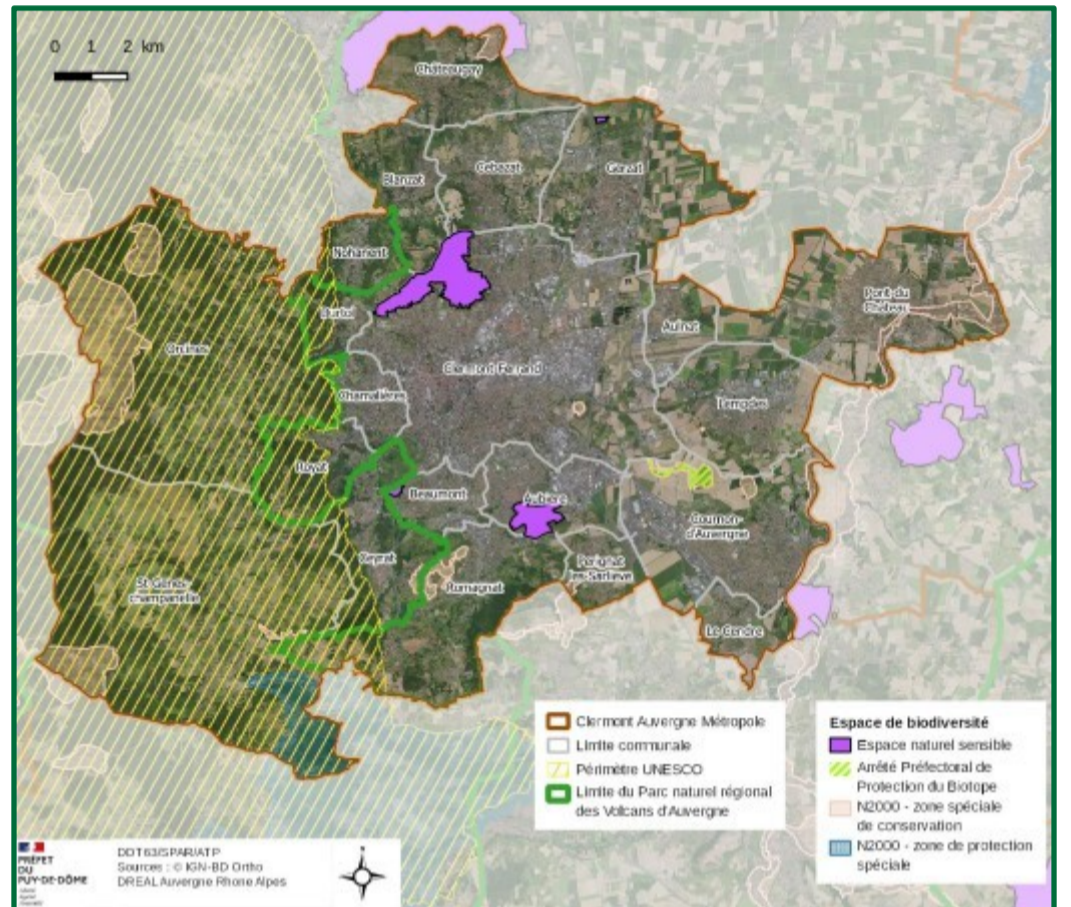 0 1 2 km
Châteaugay
Cébazat
Gerzat
Blanzat
Nohanent
Durtol
Orcines
Clermont-Ferrand
Chamalières
Aulnat
Pont-du-
Château
Lempdes
Royat
Beaumont
Aubière
Cournon-
d'Auvergne
Ceyrat
Romagnat
Pérignat
les-Sarliève
St-Genès-
champanelle
Le Cendre
Clermont Auvergne Métropole
Limite communale
Périmètre UNESCO
Limite du Parc naturel régional
des Volcans d'Auvergne
Espace de biodiversité
Espace naturel sensible
Arrêté Préfectoral de
Protection du Biotope
N2000 - zone spéciale
de conservation
N2000 - zone de protection
spéciale
PRÉFET
DU
PUY-DE-DÔME
DDT63/SPAR/ATP
Sources : © IGN-BD Ortho
DREAL Auvergne Rhone Alpes